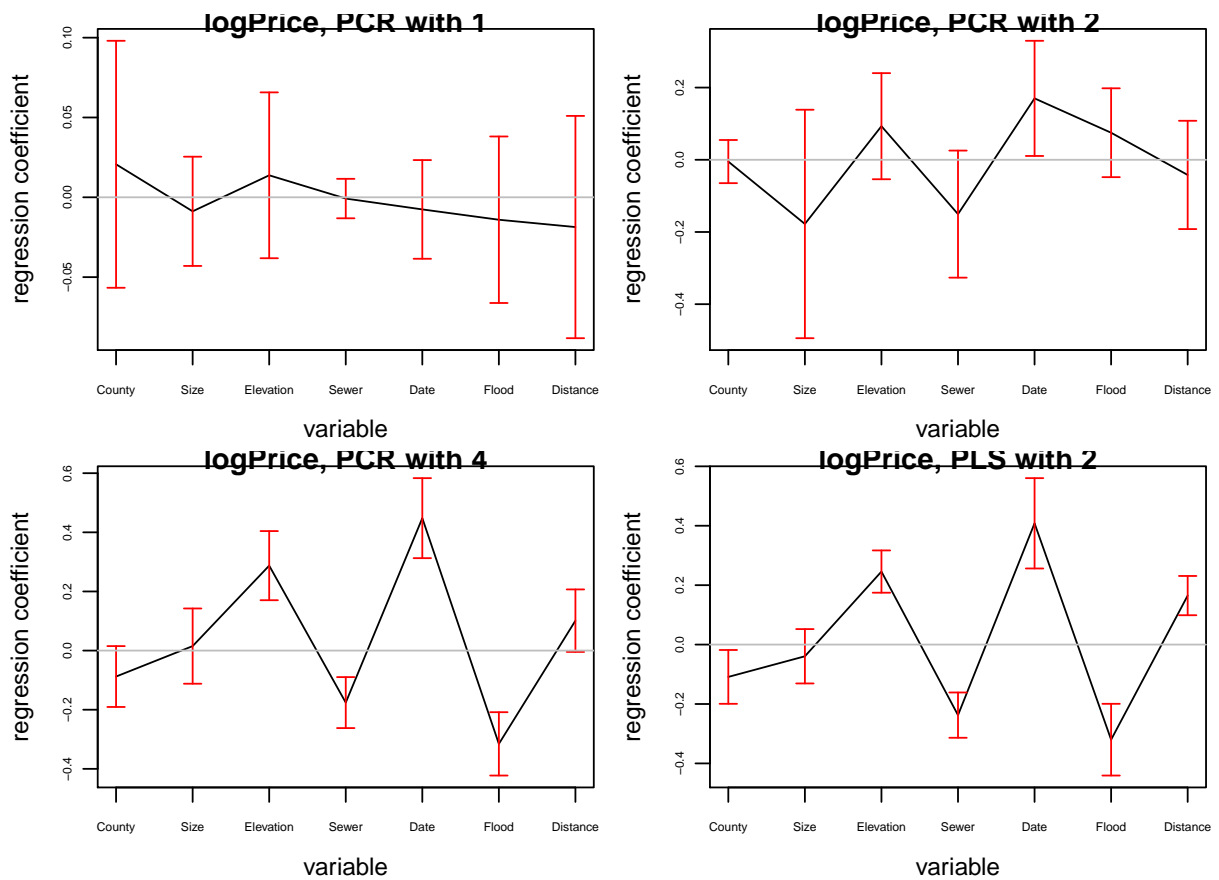 logPrice, PCR with 1
regression coefficient
0.10
0.05
0.00
−0.05
County Size Elevation Sewer Date Flood Distance
variable
logPrice, PCR with 2
regression coefficient
0.2
0.0
−0.2
−0.4
County Size Elevation Sewer Date Flood Distance
variable
logPrice, PCR with 4
regression coefficient
0.6
0.4
0.2
0.0
−0.2
−0.4
County Size Elevation Sewer Date Flood Distance
variable
logPrice, PLS with 2
regression coefficient
0.6
0.4
0.2
0.0
−0.2
−0.4
County Size Elevation Sewer Date Flood Distance
variable